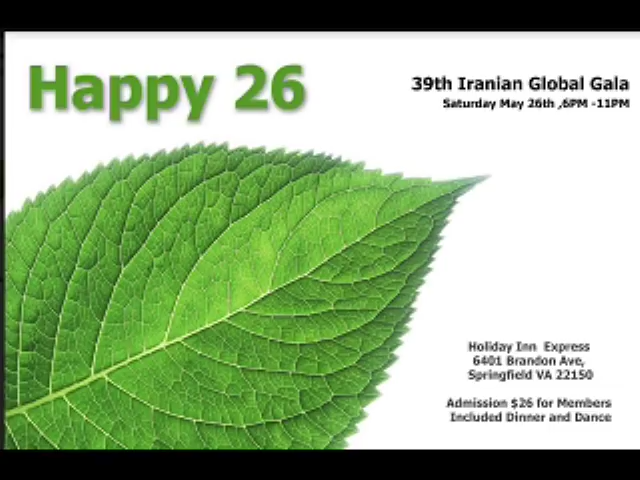 Happy 26
39th Iranian Global Gala
Saturday May 26th ,6PM -11PM
Holiday Inn  Express
6401 Brandon Ave,
Springfield VA 22150
Admission $26 for Members
Included Dinner and Dance